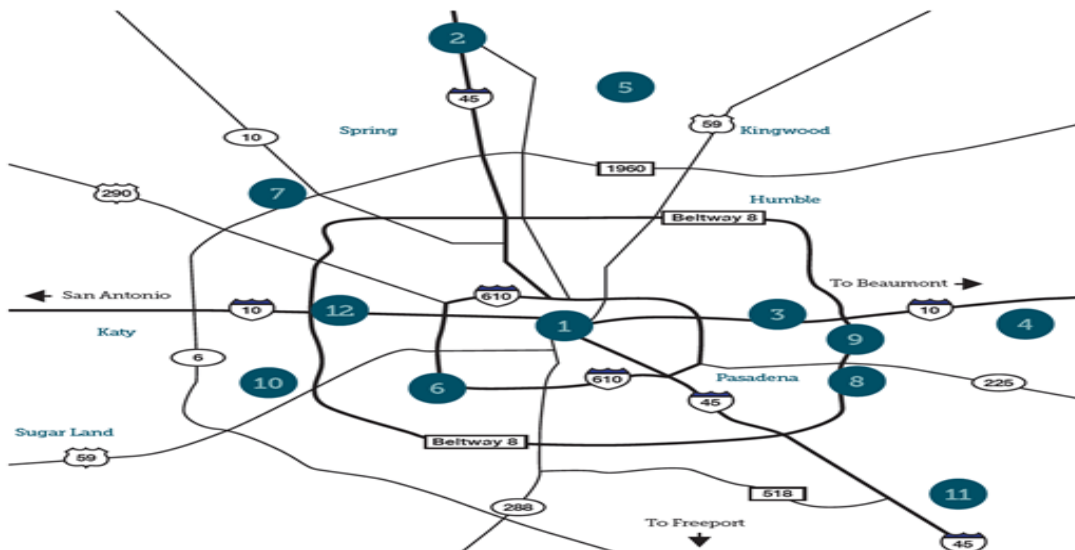 2
5
45
59
10
Spring
Kingwood
1960
290
7
Humble
Beltway 8
To Beaumont
San Antonio
610
10
12
1
3
10
4
Katy
9
6
10
6
610
Pasadena
8
225
45
Sugar Land
Beltway 8
59
518
11
288
To Freeport
45